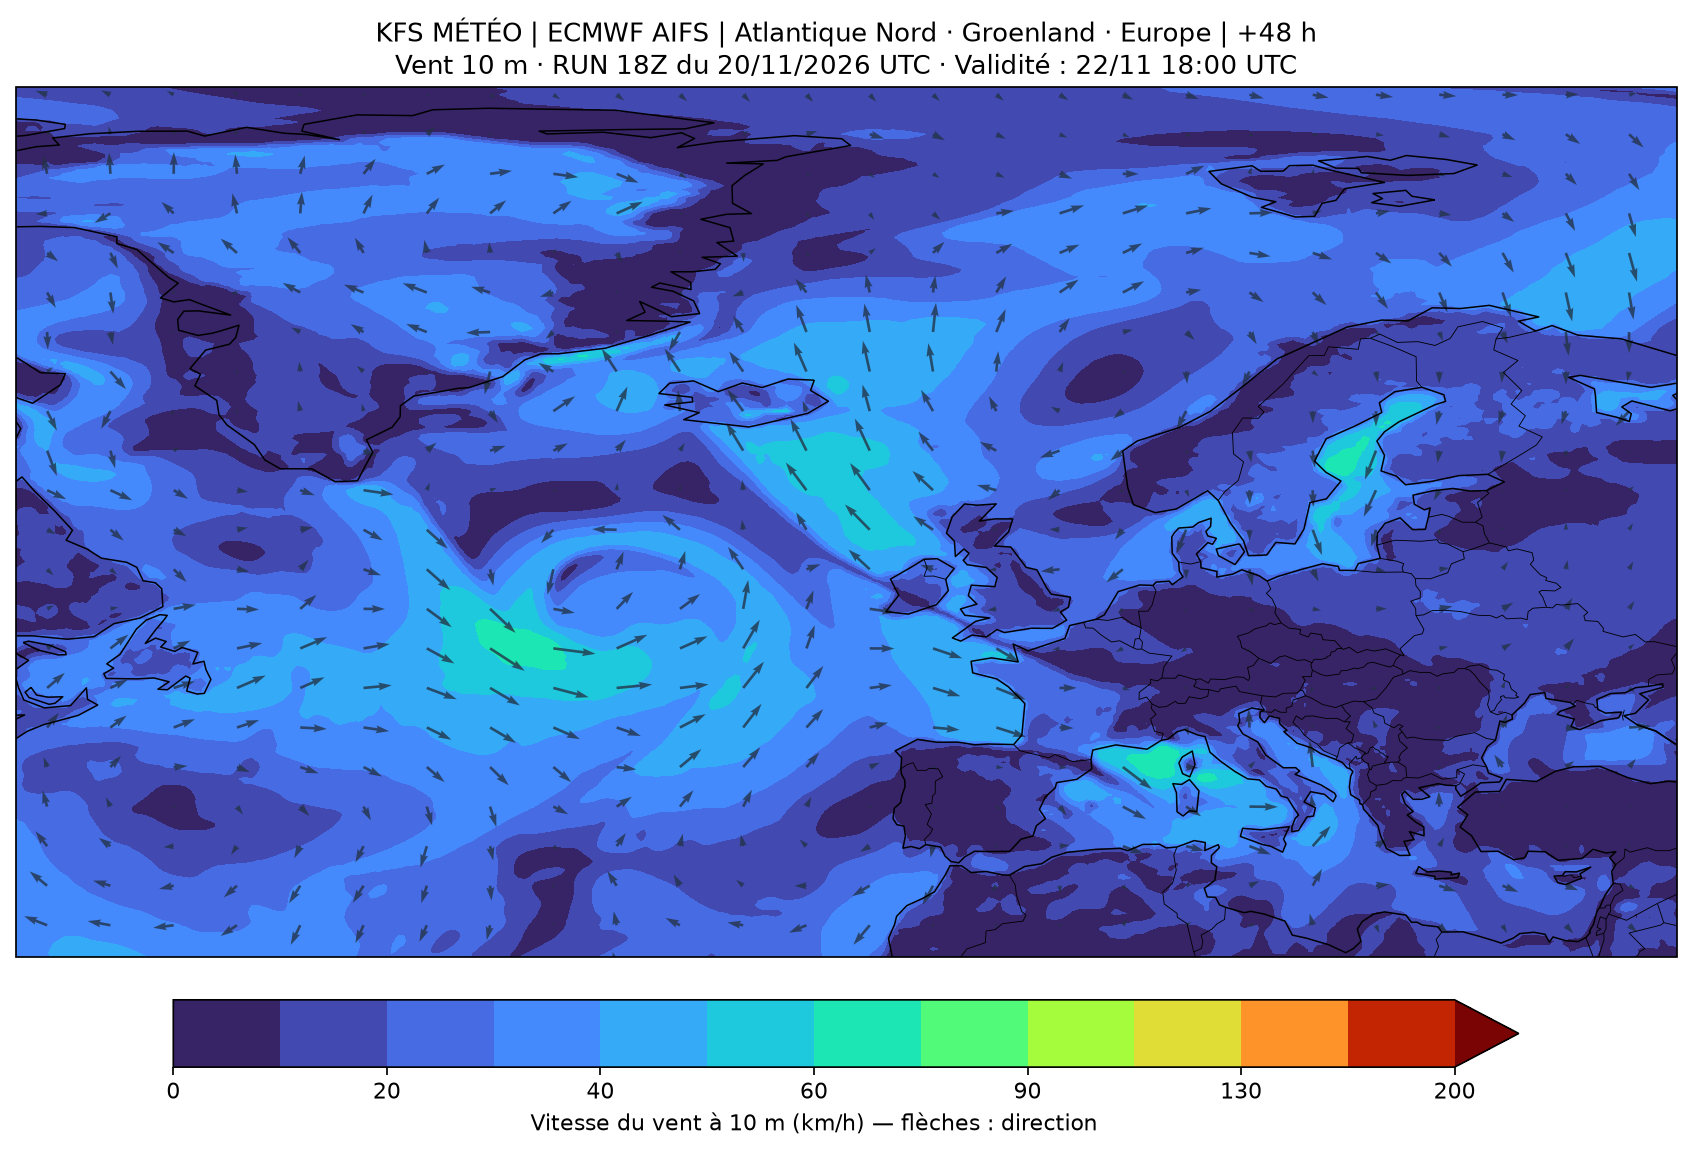 KFS MÉTÉO | ECMWF AIFS | Atlantique Nord · Groenland · Europe | +48 h
Vent 10 m · RUN 18Z du 20/11/2026 UTC · Validité : 22/11 18:00 UTC
0 20 40 60 90 130 200
Vitesse du vent à 10 m (km/h) — flèches : direction